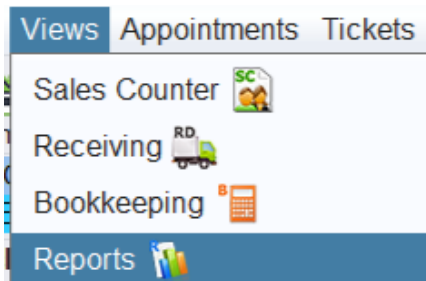 Views Appointments Tickets
Sales Counter SC
Receiving RD
Bookkeeping B
Reports